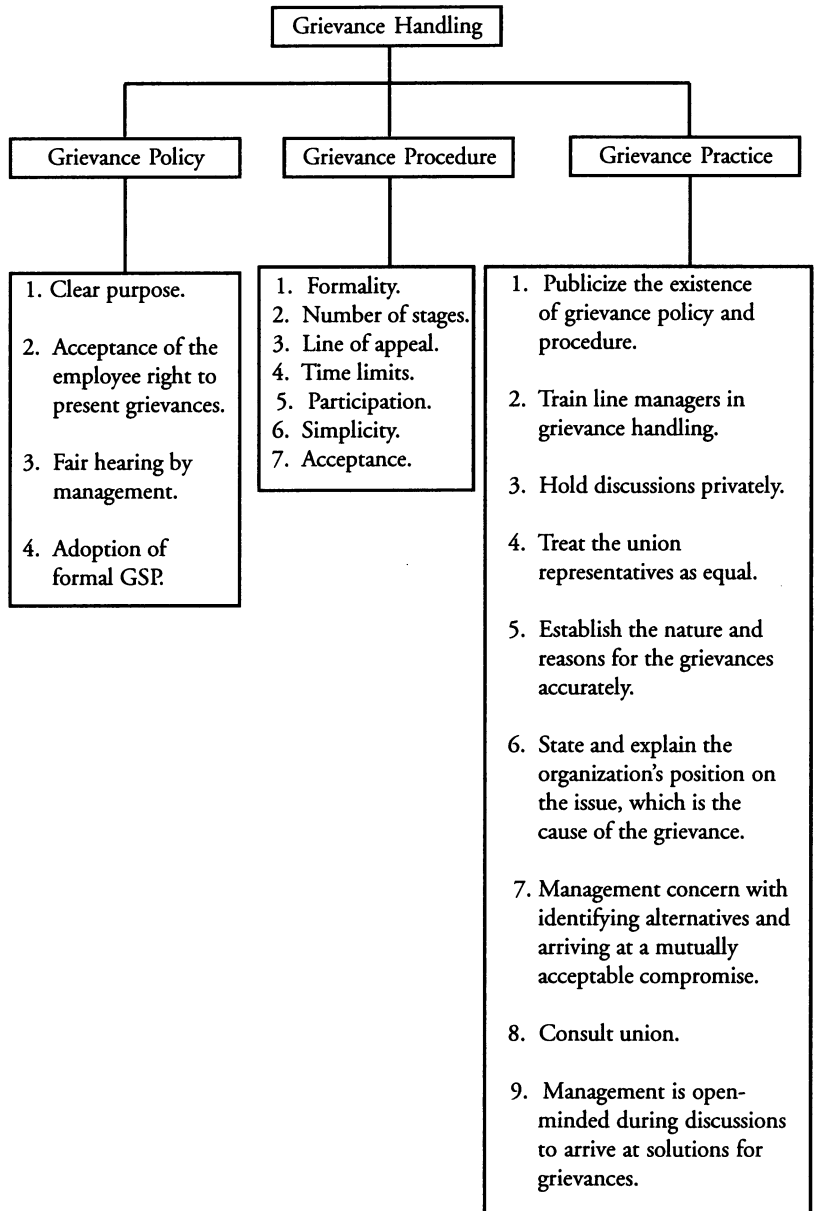 Grievance Handling
Grievance Policy
Grievance Procedure
Grievance Practice
1. Clear purpose.
2. Acceptance of the
employee right to
present grievances.
3. Fair hearing by
management.
4. Adoption of
formal GSP.
1. Formality.
2. Number of stages.
3. Line of appeal.
4. Time limits.
5. Participation.
6. Simplicity.
7. Acceptance.
1. Publicize the existence
of grievance policy and
procedure.
2. Train line managers in
grievance handling.
3. Hold discussions privately.
4. Treat the union
representatives as equal.
5. Establish the nature and
reasons for the grievances
accurately.
6. State and explain the
organization's position on
the issue, which is the
cause of the grievance.
7. Management concern with
identifying alternatives and
arriving at a mutually
acceptable compromise.
8. Consult union.
9. Management is open-
minded during discussions
to arrive at solutions for
grievances.